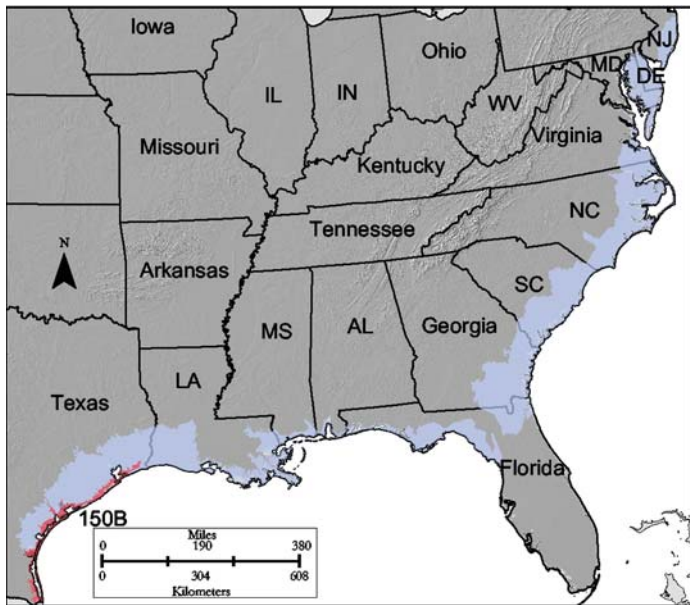 Iowa
Ohio
NJ
IL
IN
MD
DE
WV
Missouri
Virginia
Kentucky
NC
Tennessee
N
Arkansas
SC
MS
AL
Georgia
LA
Texas
Florida
150B
Miles
0 190 380
0 304 608
Kilometers